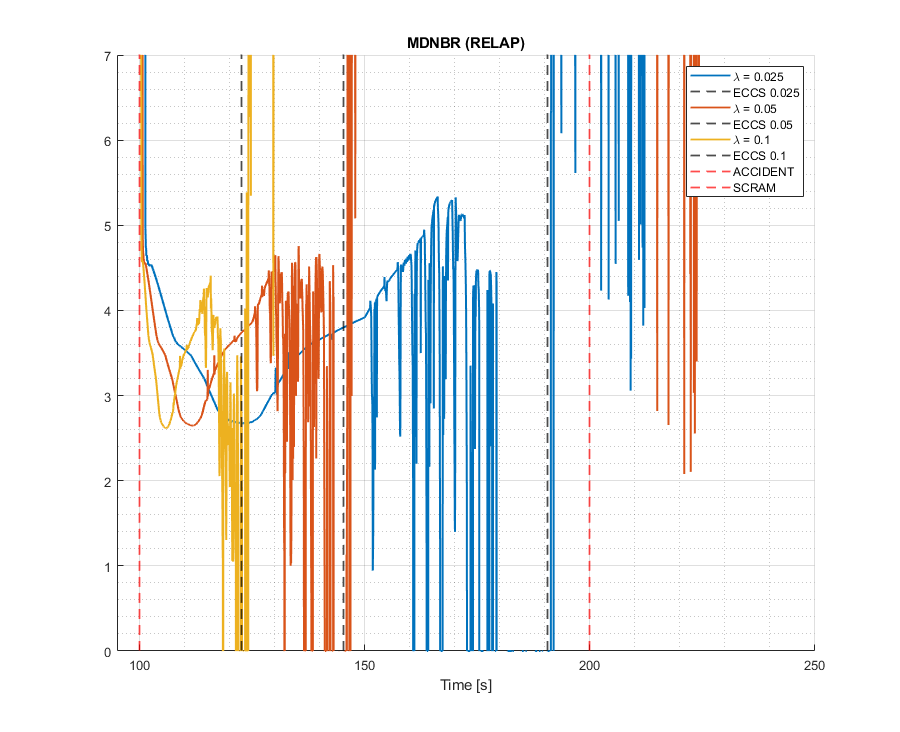 MDNBR (RELAP)
7
6
5
4
3
2
1
0
λ = 0.025
ECCS 0.025
λ = 0.05
ECCS 0.05
λ = 0.1
ECCS 0.1
ACCIDENT
SCRAM
100
150
200
250
Time [s]